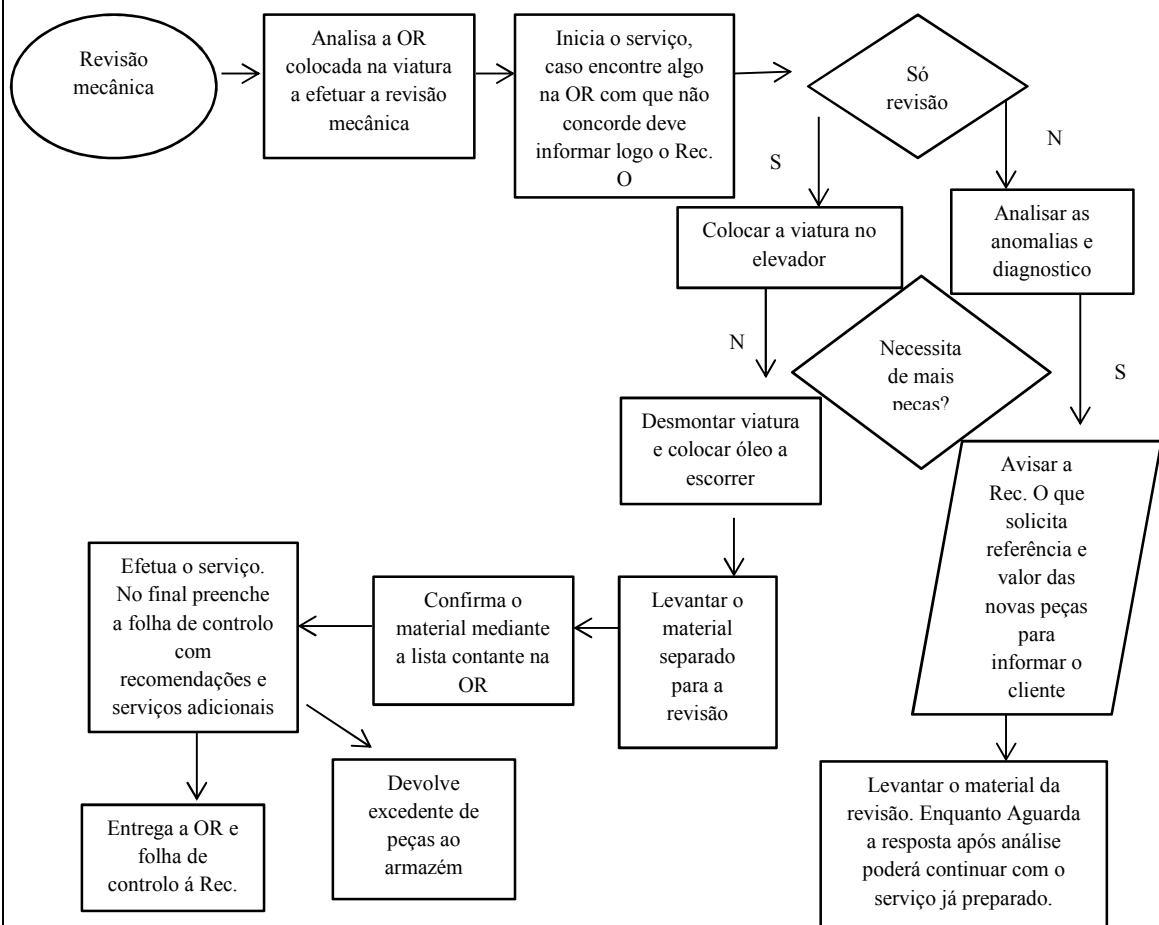 Revisão
mecânica
Analisa a OR
colocada na viatura
a efetuar a revisão
mecânica
Inicia o serviço,
caso encontre algo
na OR com que não
concorde deve
informar logo o Rec.
O
Só
revisão
S
N
Colocar a viatura no
elevador
Analisar as
anomalias e
diagnostico
N
Necessita
de mais
peças?
S
Desmontar viatura
e colocar óleo a
escorrer
Avisar a
Rec. O que
solicita
referência e
valor das
novas peças
para
informar o
cliente
Levantar o
material
separado
para a
revisão
Confirma o
material mediante
a lista contante na
OR
Efetua o serviço.
No final preenche
a folha de controlo
com
recomendações e
serviços adicionais
Devolve
excedente de
peças ao
armazém
Entrega a OR e
folha de
controlo á Rec.
Levantar o material da
revisão. Enquanto Aguarda
a resposta após análise
poderá continuar com o
serviço já preparado.